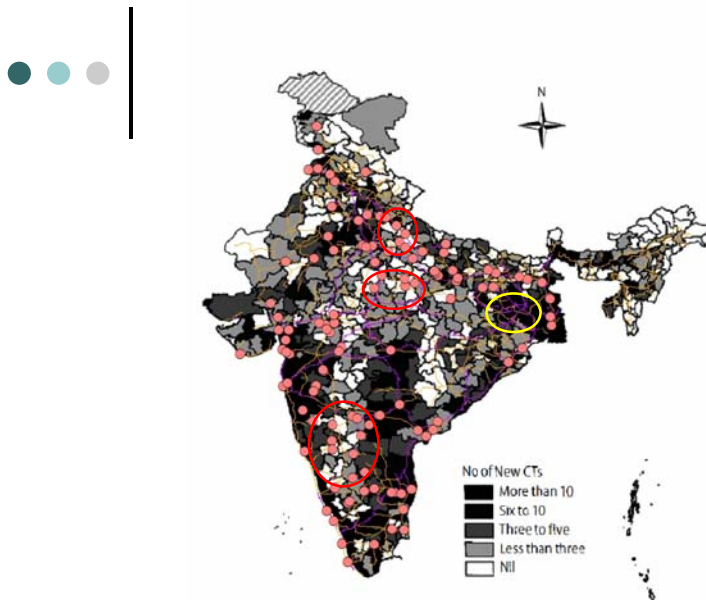 N
No of New CTs
More than 10
Six to 10
Three to five
Less than three
Nil